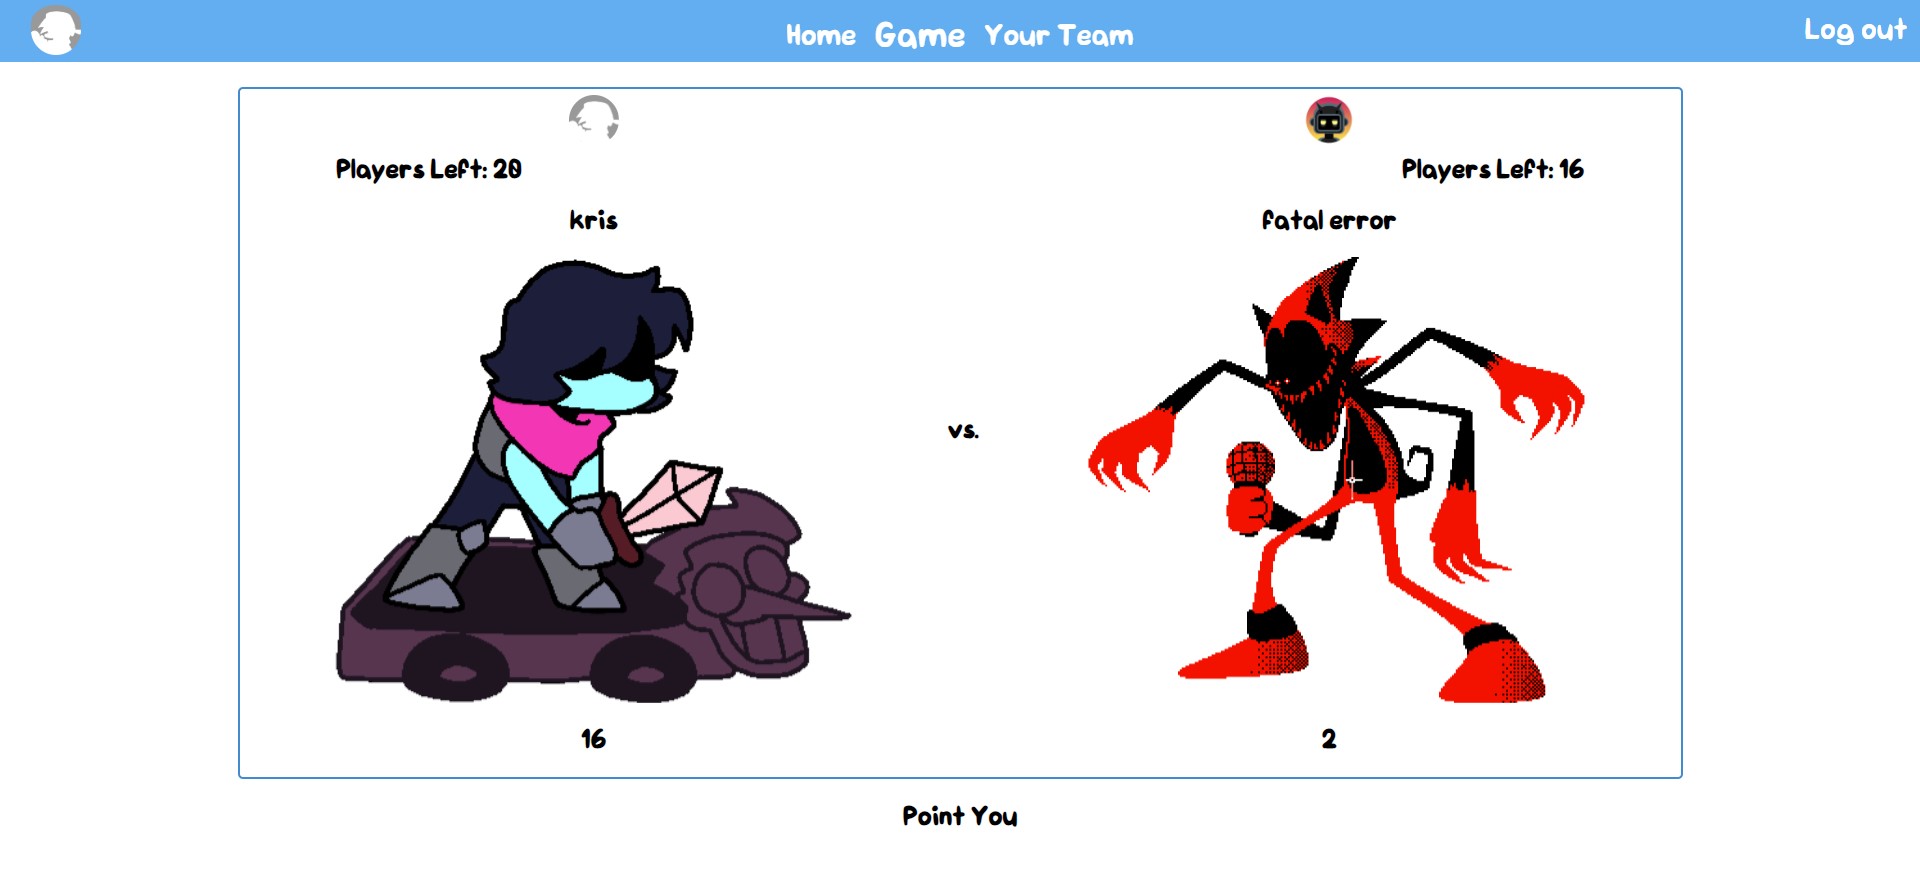 Home Game Your Team
Log out
Players Left: 20
Players Left: 16
kris
fatal error
vs.
16
2
Point You